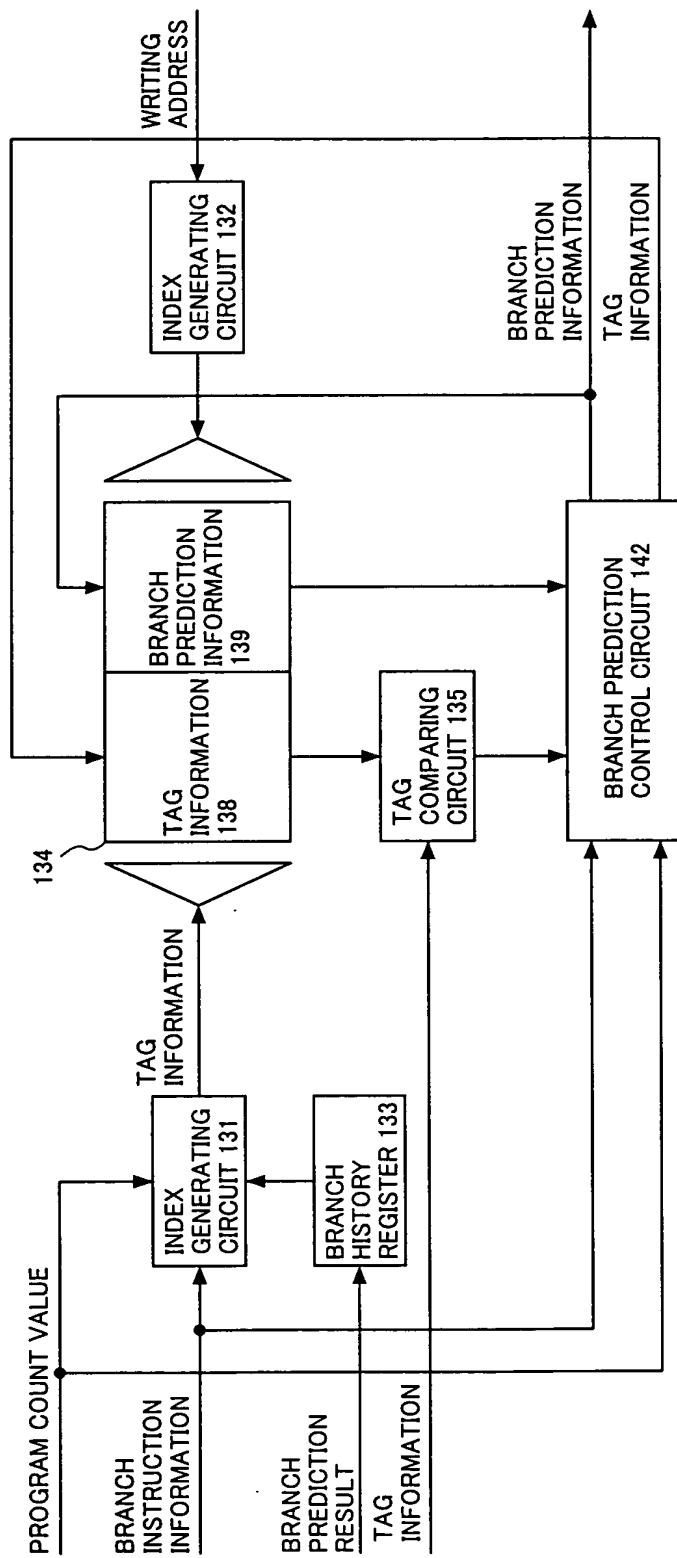 PROGRAM COUNT VALUE
BRANCH
INSTRUCTION
INFORMATION
BRANCH
PREDICTION
RESULT
TAG
INFORMATION
INDEX
GENERATING
CIRCUIT 131
BRANCH
HISTORY
REGISTER 133
TAG
INFORMATION
134
TAG
INFORMATION
138
BRANCH
PREDICTION
INFORMATION
139
TAG
COMPARING
CIRCUIT 135
BRANCH PREDICTION
CONTROL CIRCUIT 142
INDEX
GENERATING
CIRCUIT 132
WRITING
ADDRESS
BRANCH
PREDICTION
INFORMATION
TAG
INFORMATION